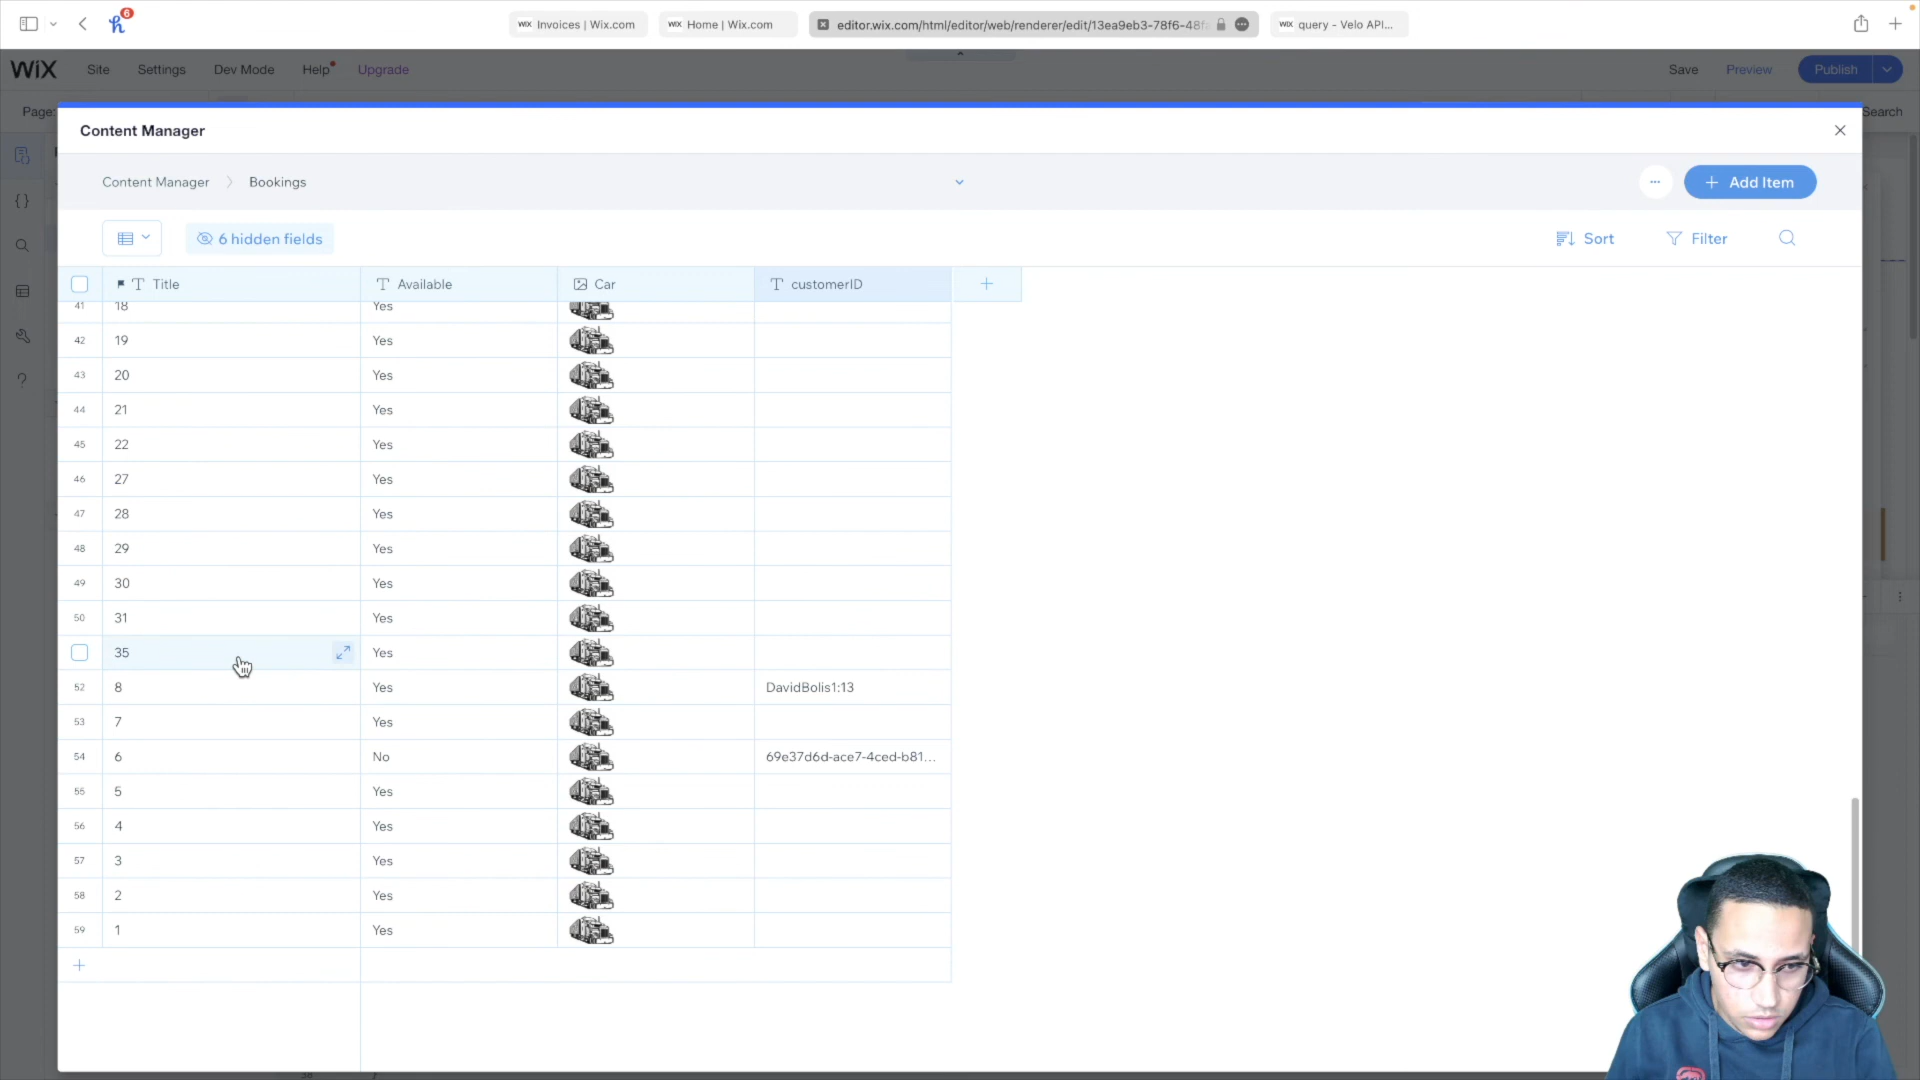 6
WIX Invoices | Wix.com
WIX Home | Wix.com
editor.wix.com/html/editor/web/renderer/edit/13ea9eb3-78f6-48f
WIX query - Velo API...
WIX Site Settings Dev Mode Help Upgrade Save Preview Publish
Page: Search
Content Manager
Content Manager > Bookings
... + Add Item
6 hidden fields Sort Filter
Title Available Car customerID +
41 18 Yes
42 19 Yes
43 20 Yes
44 21 Yes
45 22 Yes
46 27 Yes
47 28 Yes
48 29 Yes
49 30 Yes
50 31 Yes
35 Yes
52 8 Yes DavidBolis1:13
53 7 Yes
54 6 No 69e37d6d-ace7-4ced-b81...
55 5 Yes
56 4 Yes
57 3 Yes
58 2 Yes
59 1 Yes
+